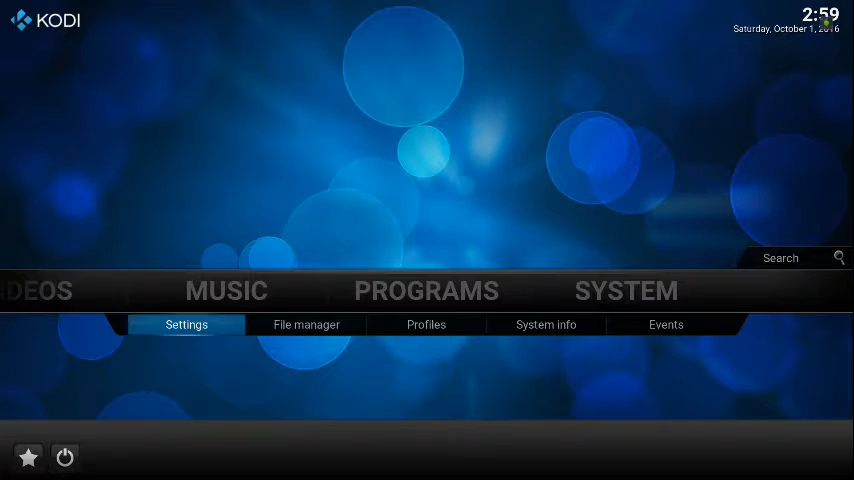 KODI
2:59
Saturday, October 1, 2016
Search
DEOS MUSIC PROGRAMS SYSTEM
Settings File manager Profiles System info Events